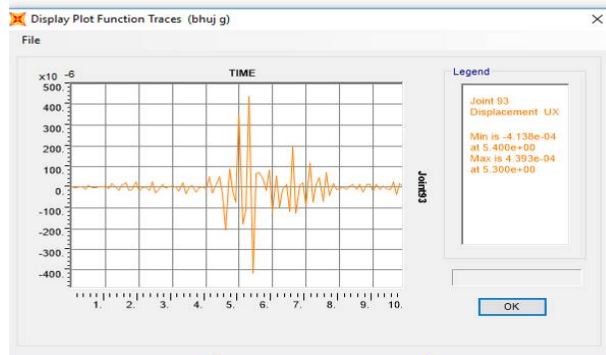 Display Plot Function Traces (bhuj g)
File
TIME
x10 -6
500.
400.
300.
200.
100.
0.
-100.
-200.
-300.
-400.
1. 2. 3. 4. 5. 6. 7. 8. 9. 10.
Joint93
Legend
Joint 93
Displacement UX
Min is -4.138e-04
at 5.400e+00
Max is 4.393e-04
at 5.300e+00
OK